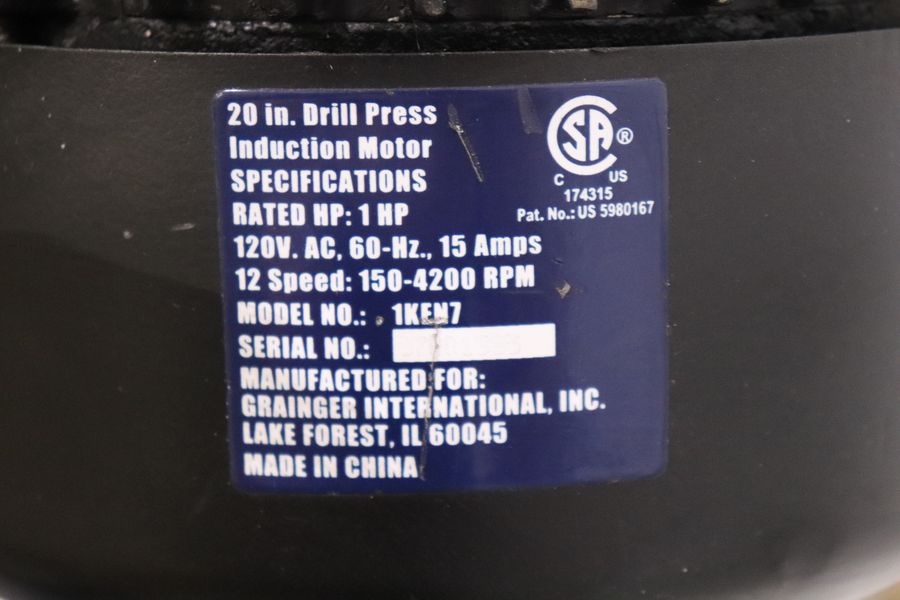 20 in. Drill Press
Induction Motor
SPECIFICATIONS
RATED HP: 1 HP
120V. AC, 60-Hz., 15 Amps
12 Speed: 150-4200 RPM
MODEL NO.: 1KEN7
SERIAL NO.:
MANUFACTURED FOR:
GRAINGER INTERNATIONAL, INC.
LAKE FOREST, IL 60045
MADE IN CHINA
SA ®
C US
174315
Pat. No.: US 5980167